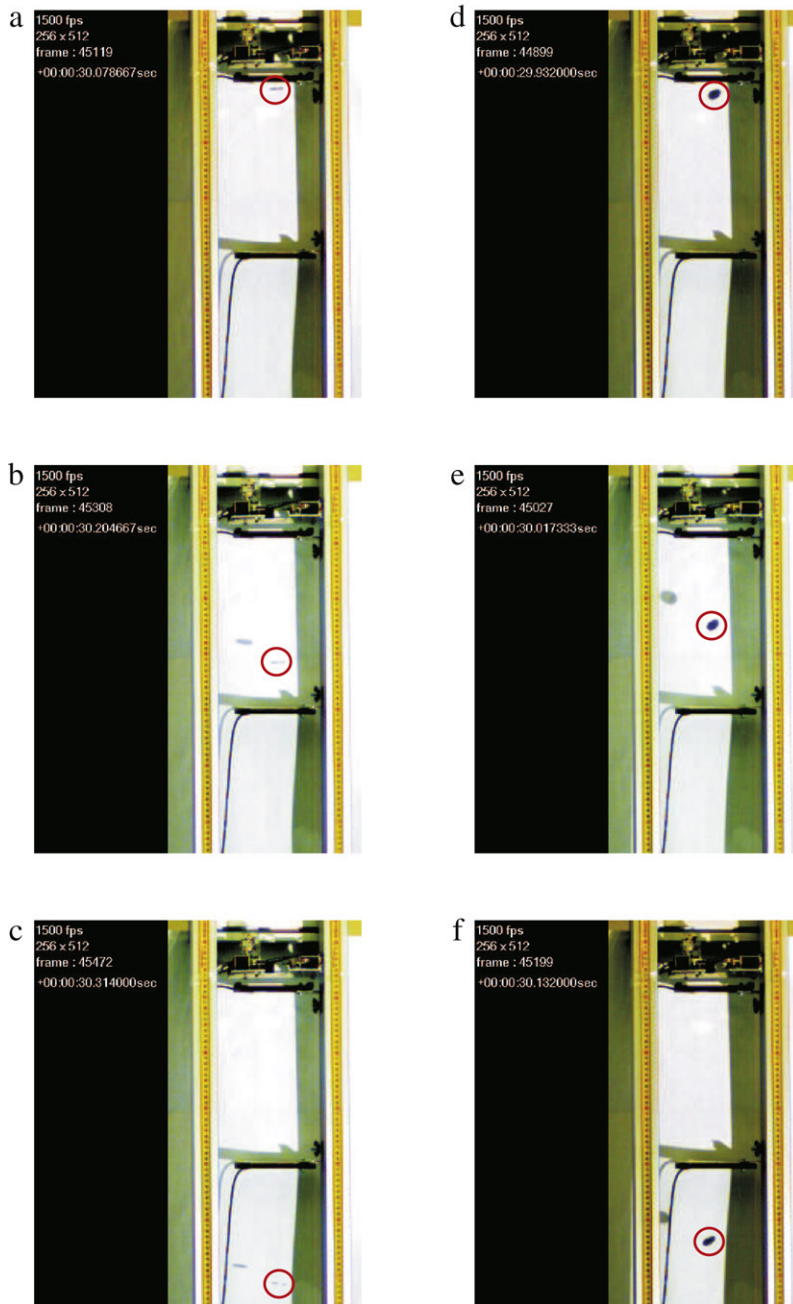 a
1500 fps
256 x 512
frame : 45119
+00:00:30.078667sec
d
1500 fps
256 x 512
frame : 44899
+00:00:29.932000sec
b
1500 fps
256 x 512
frame : 45308
+00:00:30.204667sec
e
1500 fps
256 x 512
frame : 45027
+00:00:30.017333sec
c
1500 fps
256 x 512
frame : 45472
+00:00:30.314000sec
f
1500 fps
256 x 512
frame : 45199
+00:00:30.132000sec